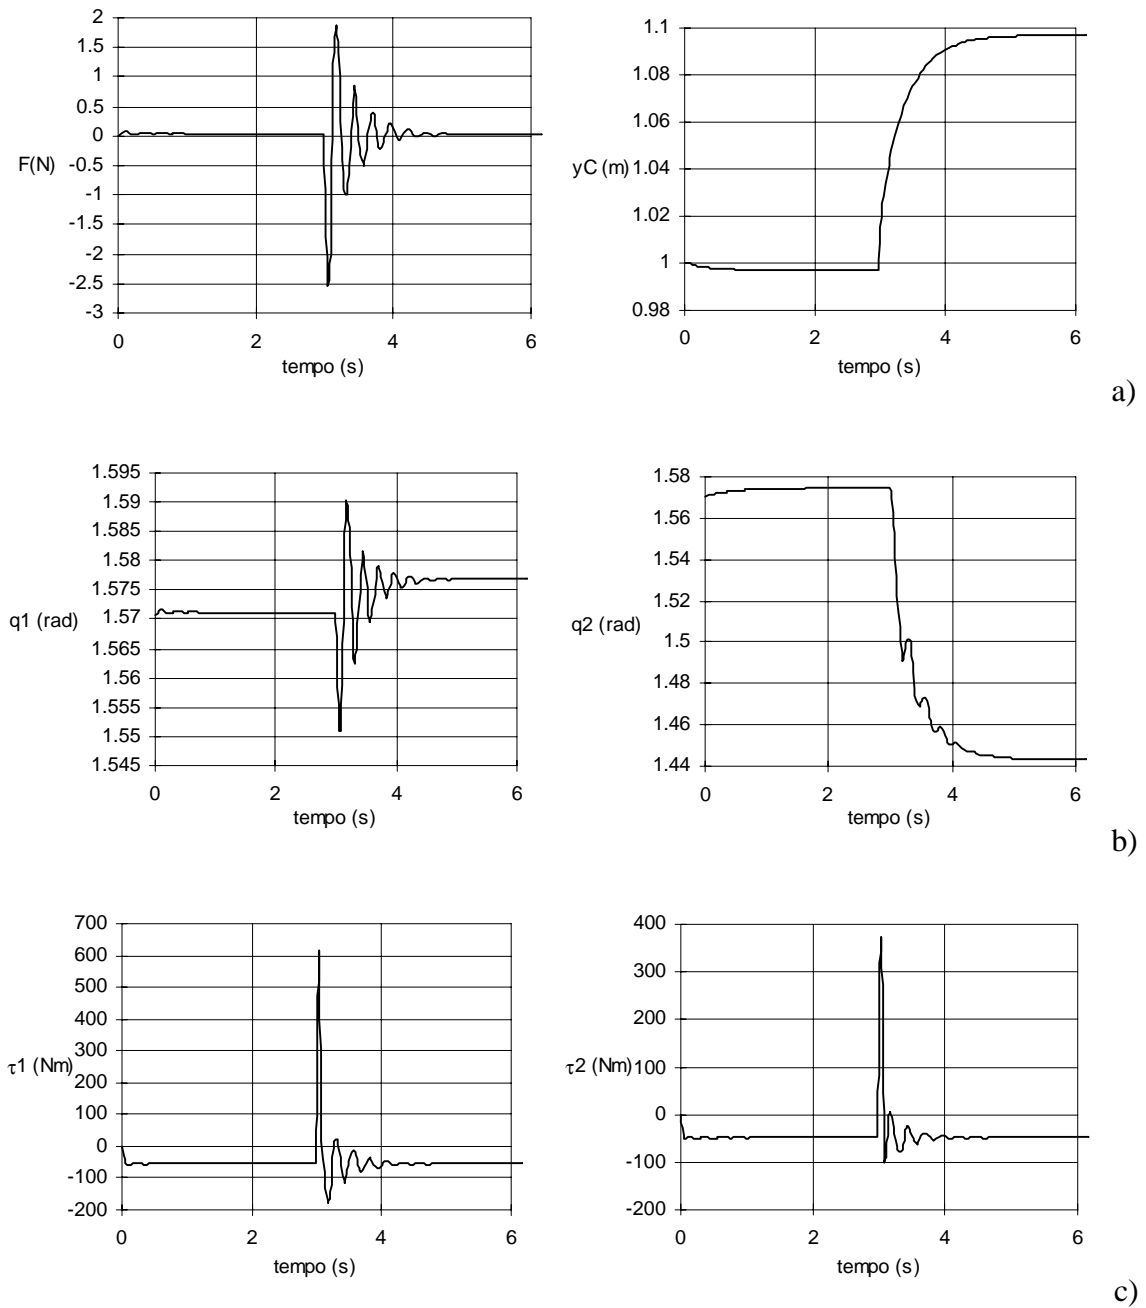 2
1.5
1
0.5
0
-0.5
-1
-1.5
-2
-2.5
-3
F(N)
0 2 4 6
tempo (s)
1.1
1.08
1.06
1.04
1.02
1
0.98
yC (m)
0 2 4 6
tempo (s)
a)
1.595
1.59
1.585
1.58
1.575
1.57
1.565
1.56
1.555
1.55
1.545
q1 (rad)
0 2 4 6
tempo (s)
1.58
1.56
1.54
1.52
1.5
1.48
1.46
1.44
q2 (rad)
0 2 4 6
tempo (s)
b)
700
600
500
400
300
200
100
0
-100
-200
τ1 (Nm)
0 2 4 6
tempo (s)
400
300
200
100
0
-100
-200
τ2 (Nm)
0 2 4 6
tempo (s)
c)